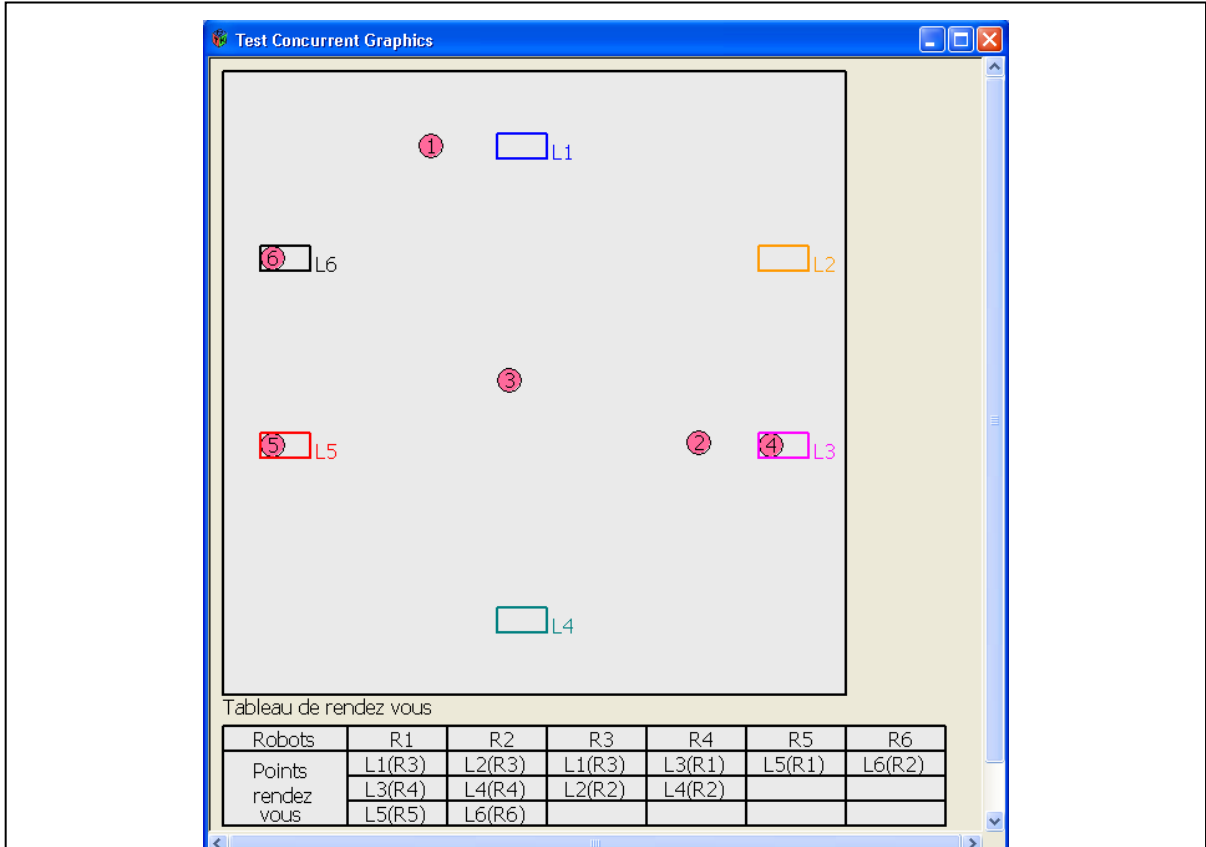 Test Concurrent Graphics
1
L1
6
L6
L2
3
5
L5
2
4
L3
L4
Tableau de rendez vous
Robots R1 R2 R3 R4 R5 R6
Points rendez vous
L1(R3) L2(R3) L1(R3) L3(R1) L5(R1) L6(R2)
L3(R4) L4(R4) L2(R2) L4(R2)
L5(R5) L6(R6)